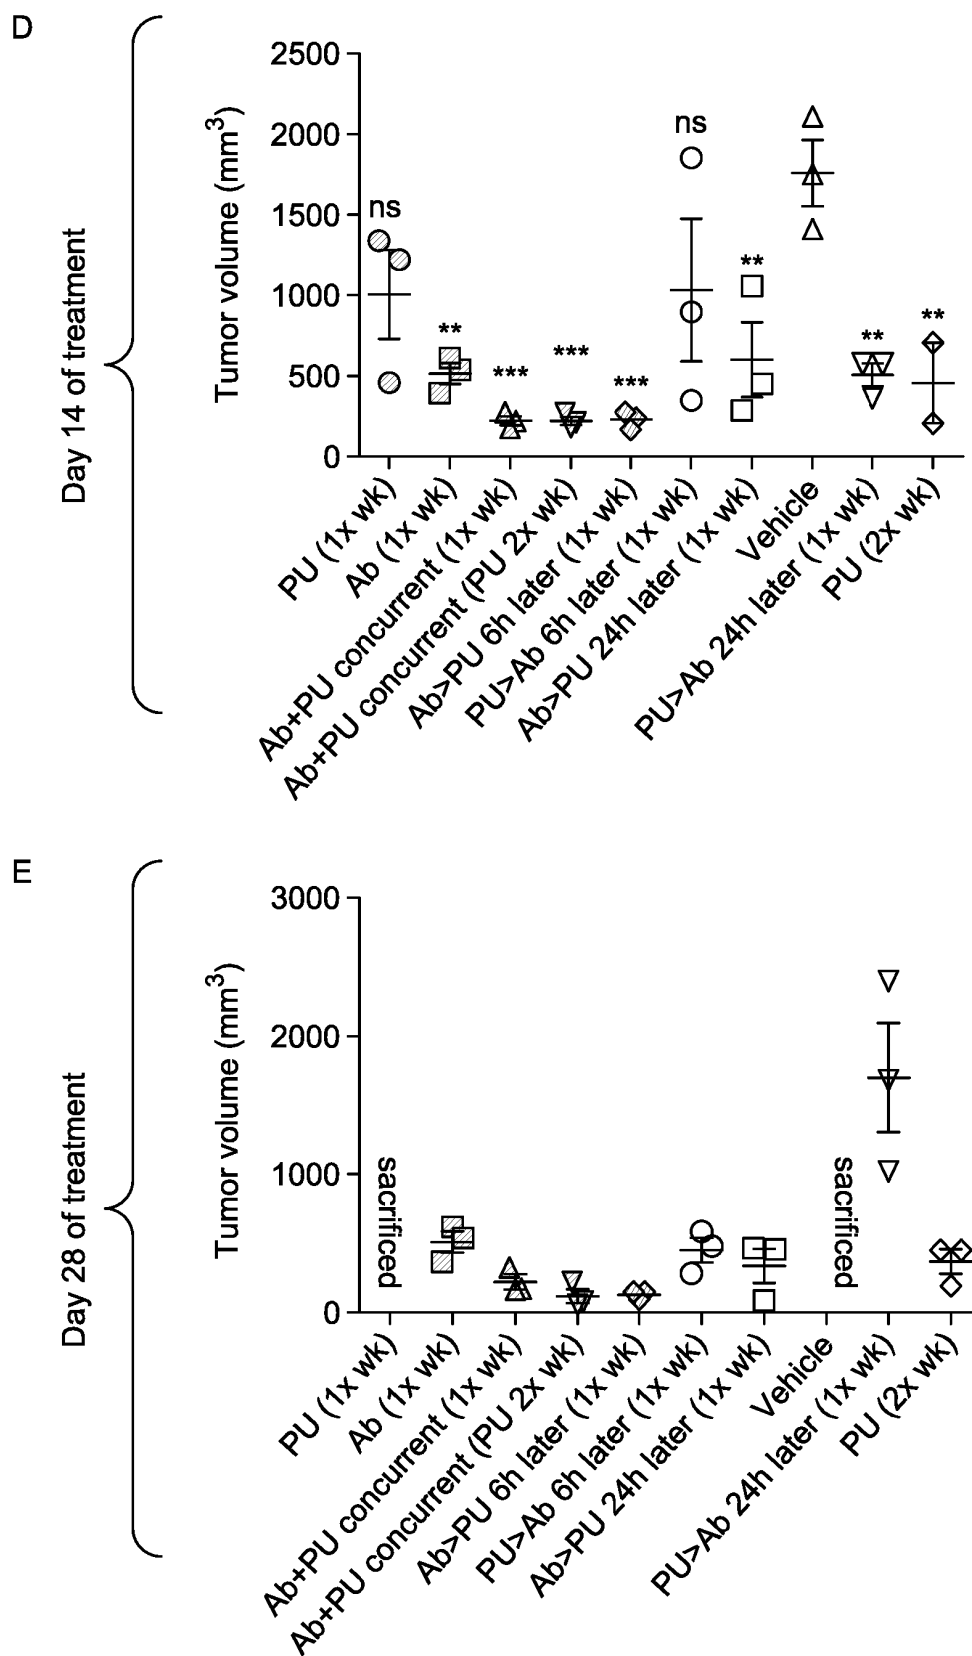 D
Day 14 of treatment
Tumor volume (mm³)
2500
2000
1500
1000
500
0
ns
**
***
***
***
ns
**
**
**
PU (1x wk)
Ab (1x wk)
Ab+PU concurrent (1x wk)
Ab+PU concurrent (PU 2x wk)
Ab>PU 6h later (1x wk)
PU>Ab 6h later (1x wk)
Ab>PU 24h later (1x wk)
Vehicle
PU>Ab 24h later (1x wk)
PU (2x wk)
E
Day 28 of treatment
Tumor volume (mm³)
3000
2000
1000
0
sacrificed
sacrificed
PU (1x wk)
Ab (1x wk)
Ab+PU concurrent (1x wk)
Ab+PU concurrent (PU 2x wk)
Ab>PU 6h later (1x wk)
PU>Ab 6h later (1x wk)
Ab>PU 24h later (1x wk)
Vehicle
PU>Ab 24h later (1x wk)
PU (2x wk)